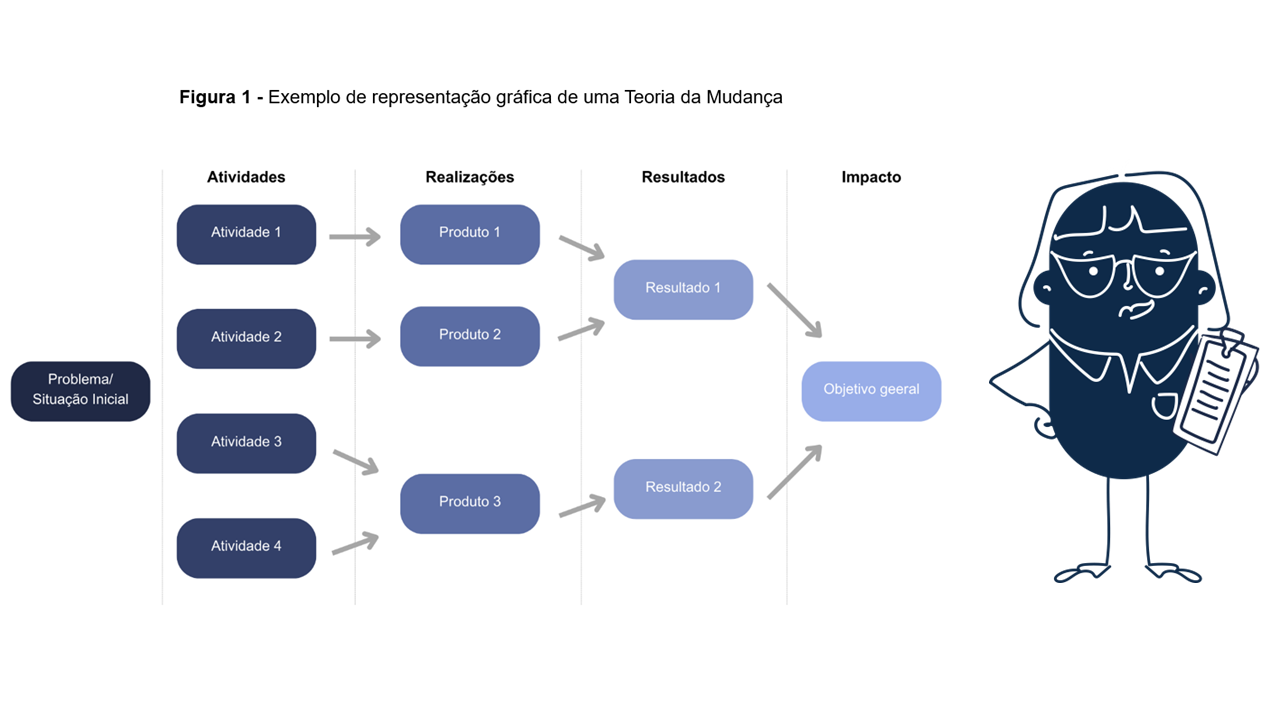 Figura 1 - Exemplo de representação gráfica de uma Teoria da Mudança
Atividades
Realizações
Resultados
Impacto
Problema/
Situação Inicial
Atividade 1
Atividade 2
Atividade 3
Atividade 4
Produto 1
Produto 2
Produto 3
Resultado 1
Resultado 2
Objetivo geeral